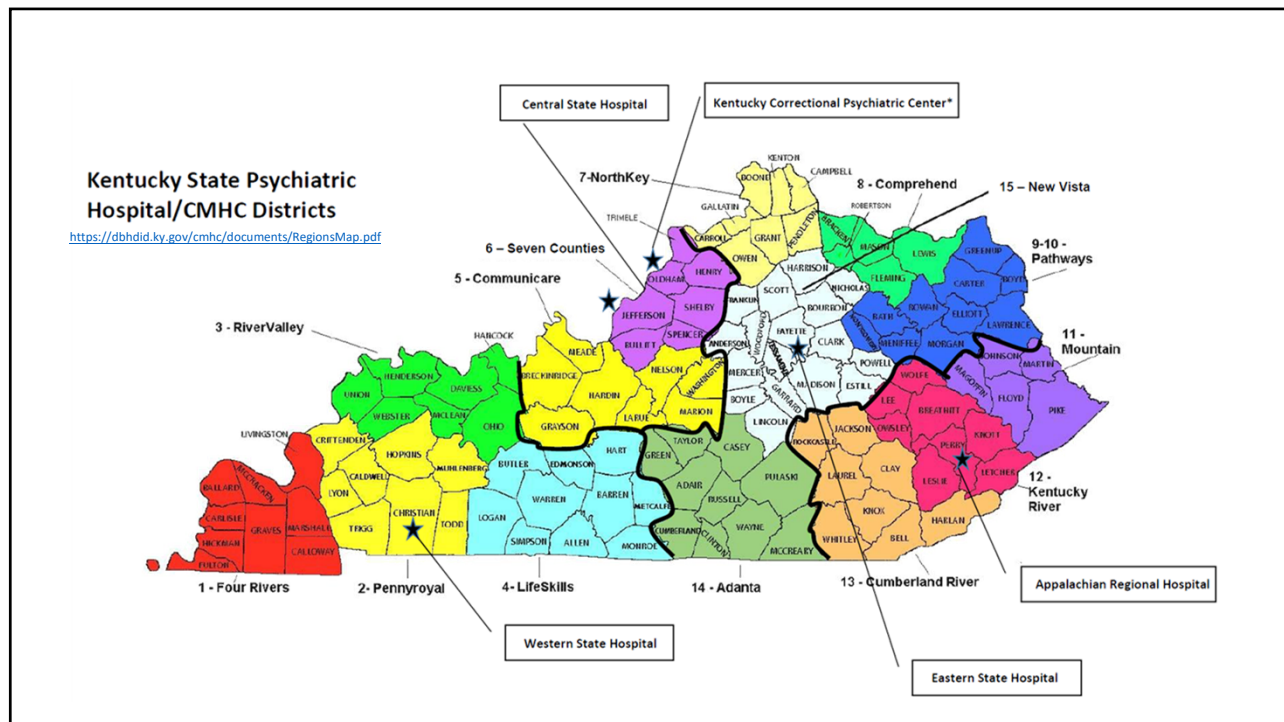 Central State Hospital
Kentucky Correctional Psychiatric Center*
Kentucky State Psychiatric
Hospital/CMHC Districts
https://dbhdid.ky.gov/cmhc/documents/RegionsMap.pdf
7-NorthKey
KENTON
CAMPBELL
BOONE
8 - Comprehend
15 – New Vista
GALLATIN
ROBERTSON
TRIMBLE
CARROLL
GRANT
PENDLETON
BRACKEN
MASON
LEWIS
GREENUP
9-10 -
Pathways
6 – Seven Counties
OWEN
HENRY
HARRISON
FLEMING
BOYD
CARTER
OLDHAM
SCOTT
NICHOLAS
5 - Communicare
SHELBY
FRANKLIN
BOURBON
ROWAN
ELLIOTT
BATH
JEFFERSON
WOODFORD
FAYETTE
MONTGOMERY
LAWRENCE
3 - RiverValley
SPENCER
ANDERSON
CLARK
MENIFFEE
MORGAN
11 -
Mountain
HANCOCK
BULLITT
JESSAMINE
POWELL
JOHNSON
MARTIN
MEADE
NELSON
WASHINGTON
MERCER
MADISON
ESTILL
WOLFE
MAGOFFIN
HENDERSON
DAVIESS
BRECKINRIDGE
HARDIN
BOYLE
GARRARD
LEE
FLOYD
UNION
WEBSTER
MCLEAN
OHIO
LARUE
MARION
LINCOLN
BREATHITT
PIKE
LIVINGSTON
CRITTENDEN
GRAYSON
TAYLOR
CASEY
ROCKCASTLE
JACKSON
OWSLEY
PERRY
KNOTT
HOPKINS
MUHLENBERG
BUTLER
EDMONSON
HART
GREEN
MCCRACKEN
CALDWELL
ADAIR
PULASKI
LAUREL
CLAY
LESLIE
LETCHER
12 -
Kentucky
River
BALLARD
LYON
WARREN
BARREN
METCALFE
RUSSELL
CARLISLE
GRAVES
MARSHALL
TRIGG
CHRISTIAN
TODD
LOGAN
WAYNE
KNOX
HARLAN
HICKMAN
CALLOWAY
SIMPSON
ALLEN
MONROE
CUMBERLAND
CLINTON
MCCREARY
WHITLEY
BELL
FULTON
1 - Four Rivers
2- Pennyroyal
4- LifeSkills
14 - Adanta
13 - Cumberland River
Appalachian Regional Hospital
Western State Hospital
Eastern State Hospital